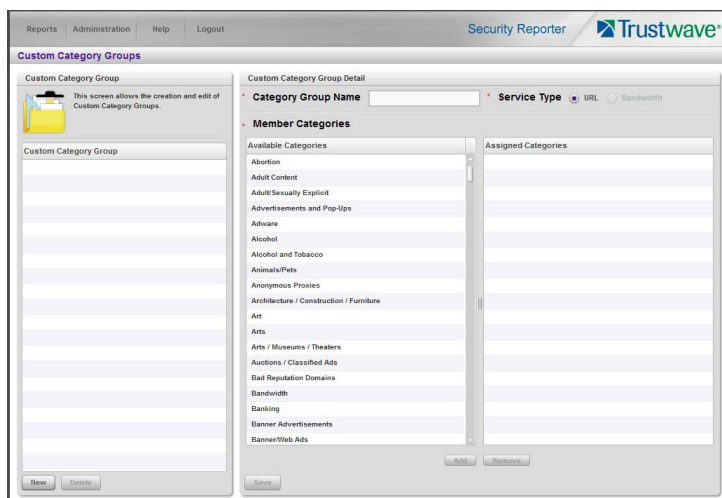 Reports Administration Help Logout
Security Reporter
Trustwave®
Custom Category Groups
Custom Category Group
This screen allows the creation and edit of
Custom Category Groups.
Custom Category Group
New Delete
Custom Category Group Detail
* Category Group Name * Service Type URL Bandwidth
* Member Categories
Available Categories
Abortion
Adult Content
Adult/Sexually Explicit
Advertisements and Pop-Ups
Adware
Alcohol
Alcohol and Tobacco
Animals/Pets
Anonymous Proxies
Architecture / Construction / Furniture
Art
Arts
Arts / Museums / Theaters
Auctions / Classified Ads
Bad Reputation Domains
Bandwidth
Banking
Banner Advertisements
Banner/Web Ads
Assigned Categories
Add Remove
Save